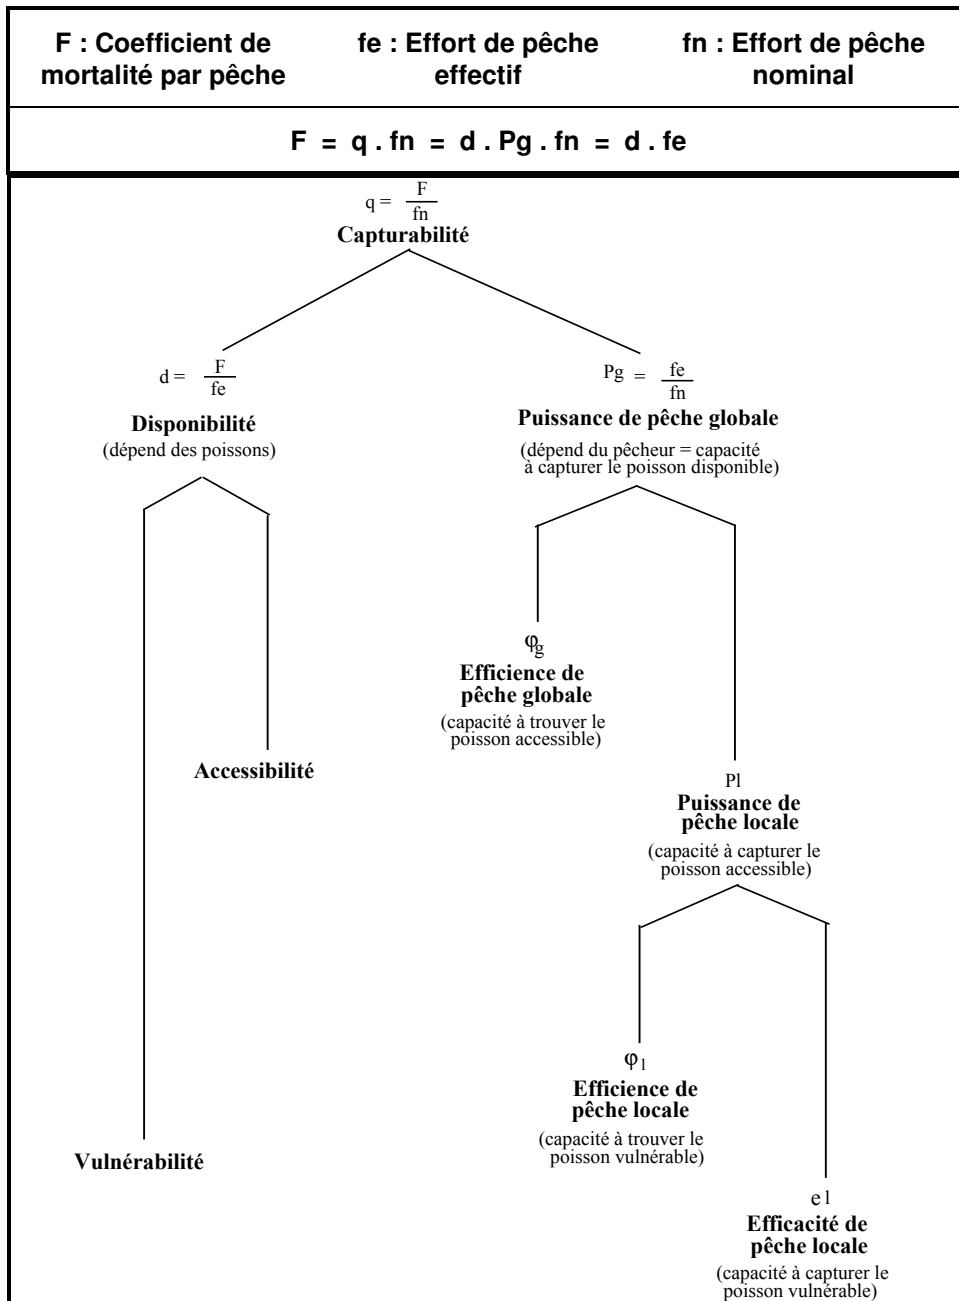 F : Coefficient de
mortalité par pêche
fe : Effort de pêche
effectif
fn : Effort de pêche
nominal
F = q . fn = d . Pg . fn = d . fe
q = F
fn
Capturabilité
d = F
fe
Disponibilité
(dépend des poissons)
Pg = fe
fn
Puissance de pêche globale
(dépend du pêcheur = capacité
à capturer le poisson disponible)
φg
Efficience de
pêche globale
(capacité à trouver le
poisson accessible)
Accessibilité
Pl
Puissance de
pêche locale
(capacité à capturer le
poisson accessible)
φl
Efficience de
pêche locale
(capacité à trouver le
poisson vulnérable)
Vulnérabilité
el
Efficacité de
pêche locale
(capacité à capturer le
poisson vulnérable)